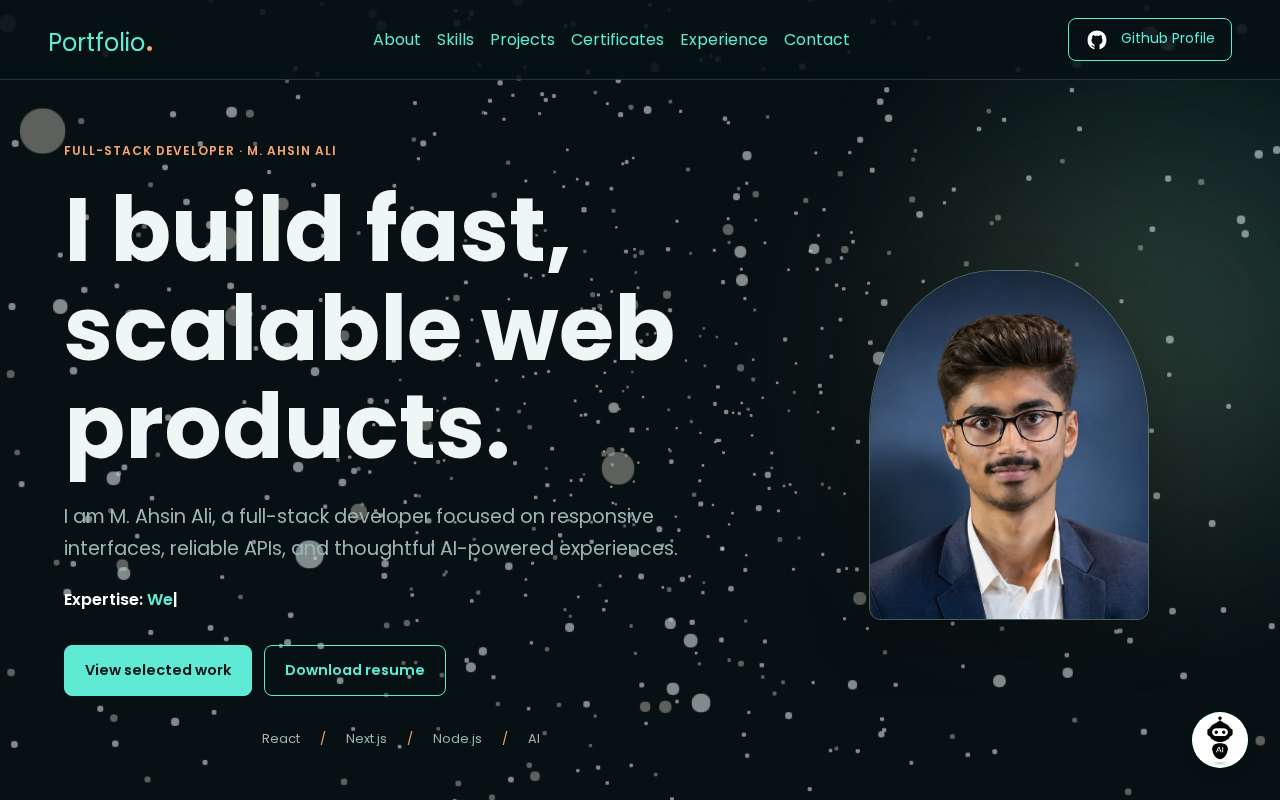 Portfolio.
About Skills Projects Certificates Experience Contact
Github Profile
FULL-STACK DEVELOPER · M. AHSIN ALI
I build fast,
scalable web
products.
I am M. Ahsin Ali, a full-stack developer focused on responsive
interfaces, reliable APIs, and thoughtful AI-powered experiences.
Expertise: We|
View selected work
Download resume
React / Next.js / Node.js / AI
AI